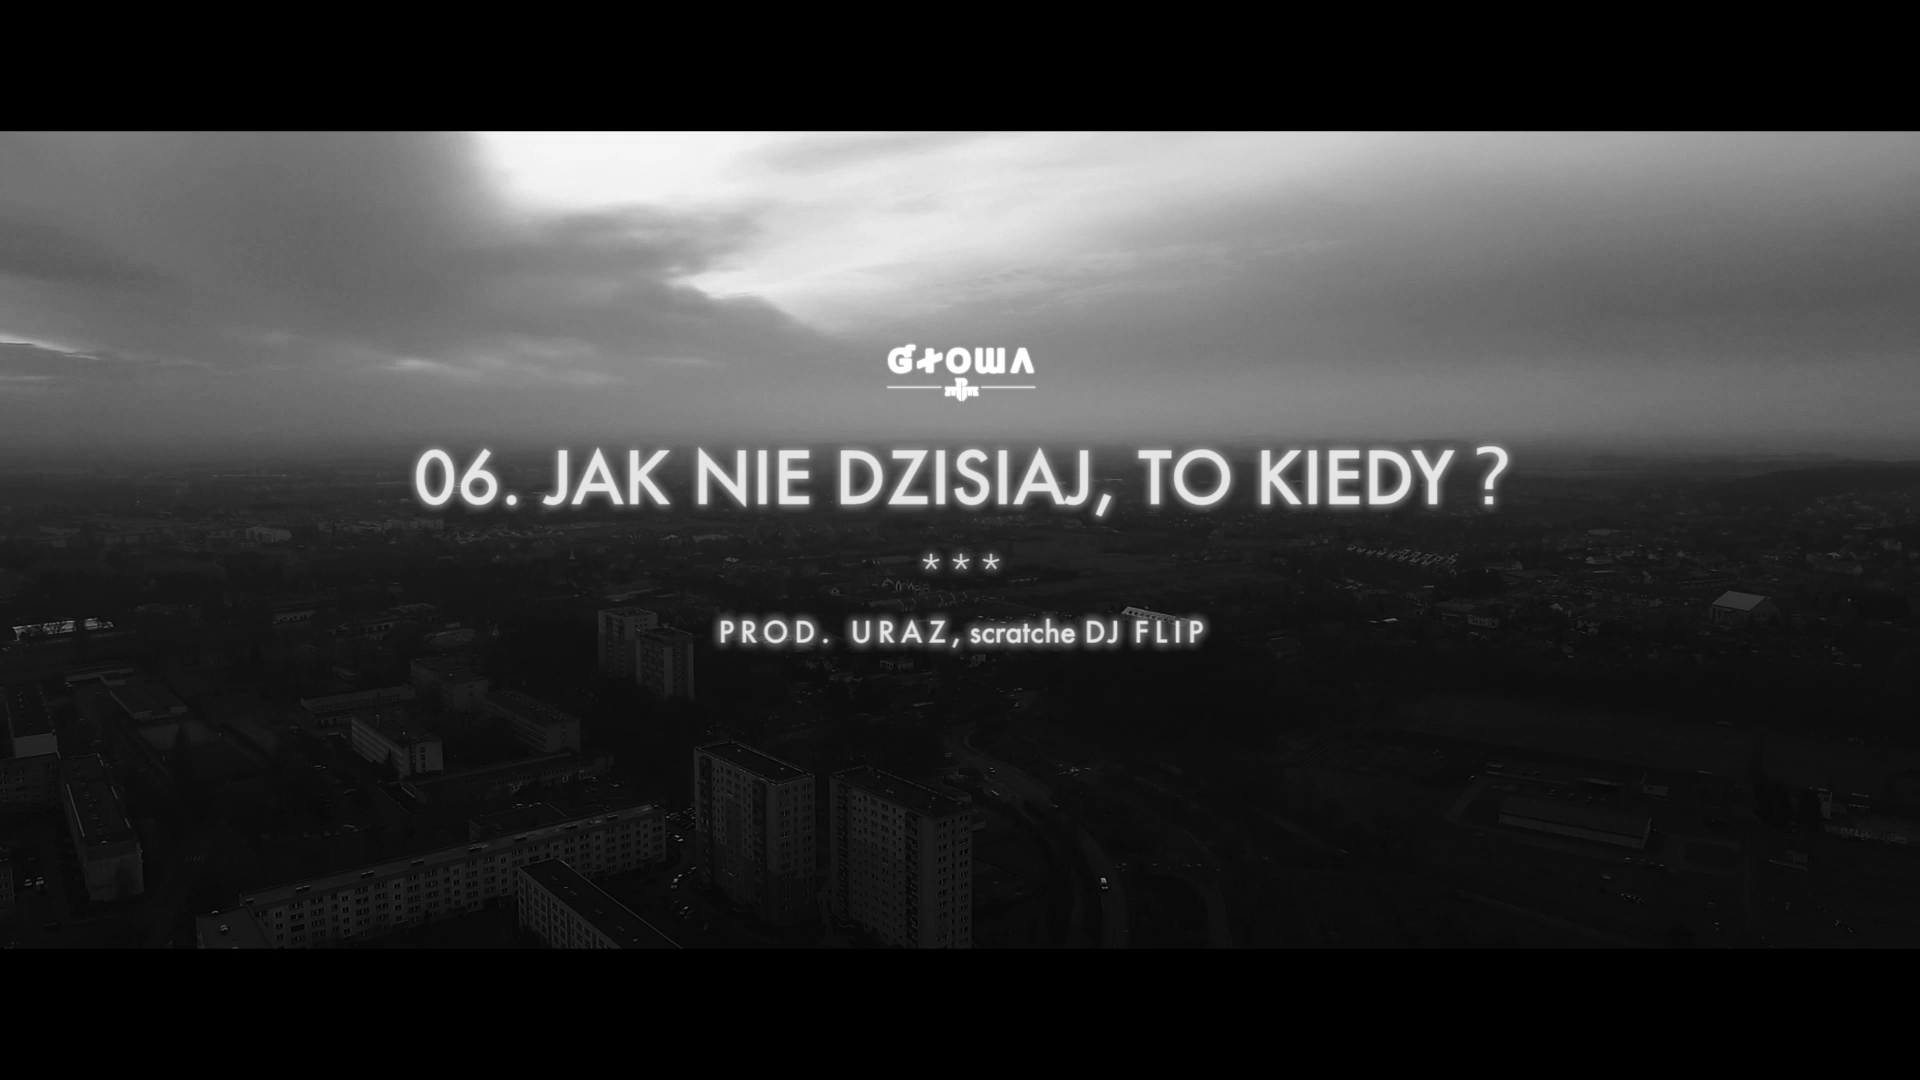 GŁOWA
06. JAK NIE DZISIAJ, TO KIEDY ?
* * *
PROD. URAZ, scratche DJ FLIP